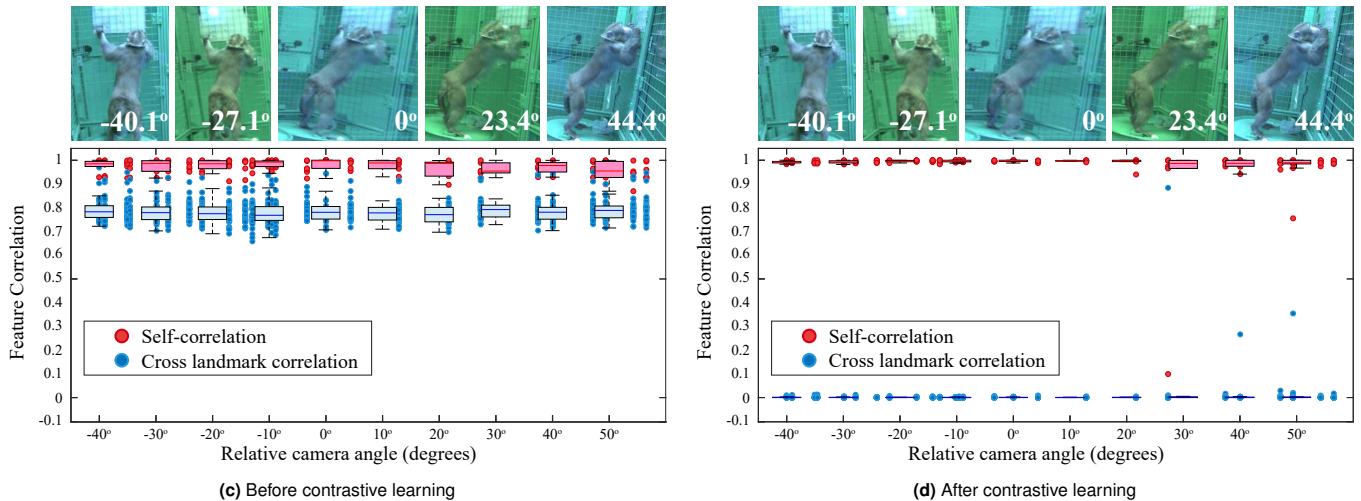 -40.1° -27.1° 0° 23.4° 44.4°
1
0.9
0.8
0.7
0.5
0.5
0.4
0.3
0.2
0.1
0
-0.1
Feature Correlation
Self-correlation
Cross landmark correlation
-40° -30° -20° -10° 0° 10° 20° 30° 40° 50°
Relative camera angle (degrees)
(c) Before contrastive learning
-40.1° -27.1° 0° 23.4° 44.4°
1
0.9
0.8
0.7
0.5
0.5
0.4
0.3
0.2
0.1
0
-0.1
Feature Correlation
Self-correlation
Cross landmark correlation
-40° -30° -20° -10° 0° 10° 20° 30° 40° 50°
Relative camera angle (degrees)
(d) After contrastive learning